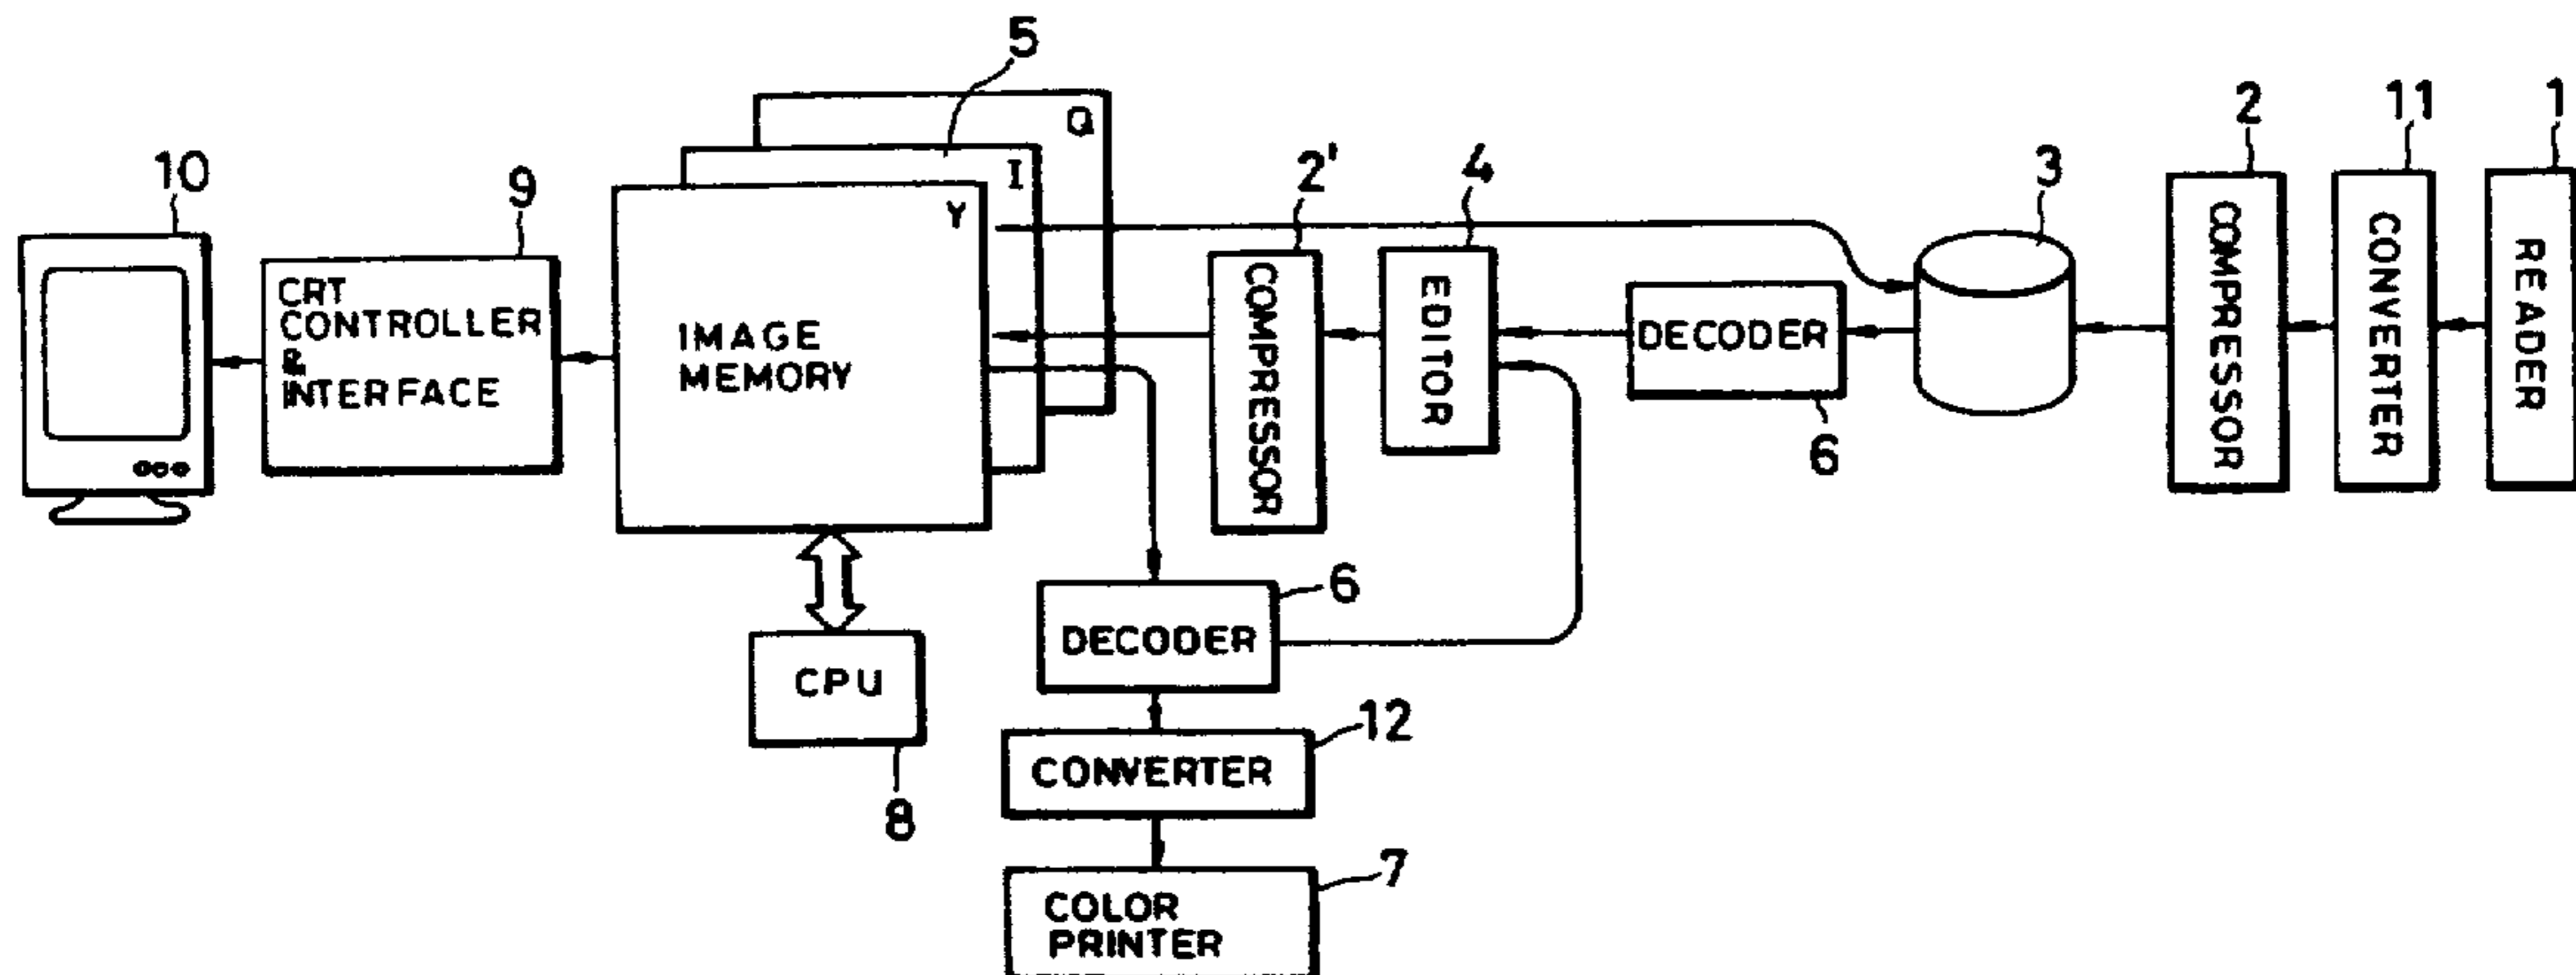 5
Q
I
Y
10
9
CRT
CONTROLLER
&
INTERFACE
IMAGE
MEMORY
2'
COMPRESSOR
4
EDITOR
DECODER
6
3
2
COMPRESSOR
11
CONVERTER
1
READER
CPU
8
DECODER
6
CONVERTER
12
COLOR
PRINTER
7